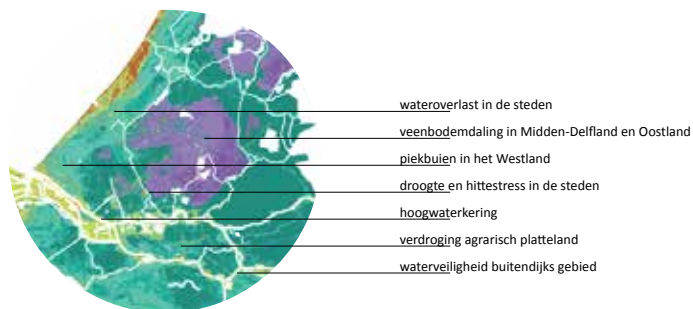 wateroverlast in de steden
veenbodemdaling in Midden-Delfland en Oostland
piekbuien in het Westland
droogte en hittestress in de steden
hoogwaterkering
verdroging agrarisch platteland
waterveiligheid buitendijks gebied